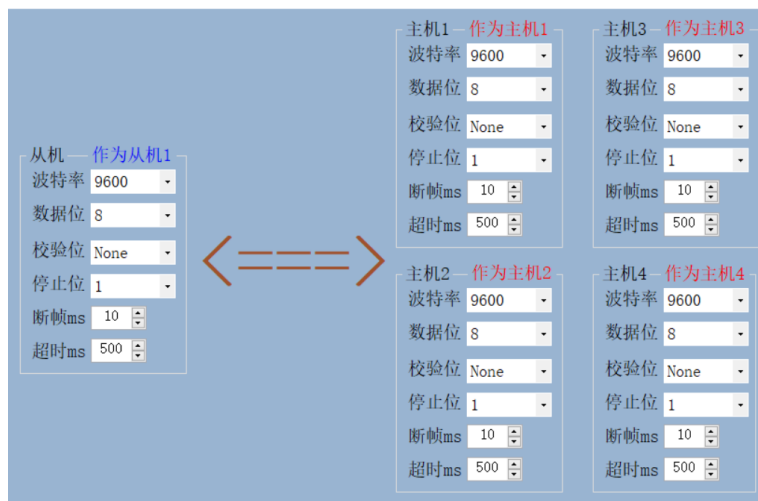 从机 作为从机1
波特率 9600
数据位 8
校验位 None
停止位 1
断帧ms 10
超时ms 500
主机1 作为主机1
波特率 9600
数据位 8
校验位 None
停止位 1
断帧ms 10
超时ms 500
主机3 作为主机3
波特率 9600
数据位 8
校验位 None
停止位 1
断帧ms 10
超时ms 500
主机2 作为主机2
波特率 9600
数据位 8
校验位 None
停止位 1
断帧ms 10
超时ms 500
主机4 作为主机4
波特率 9600
数据位 8
校验位 None
停止位 1
断帧ms 10
超时ms 500